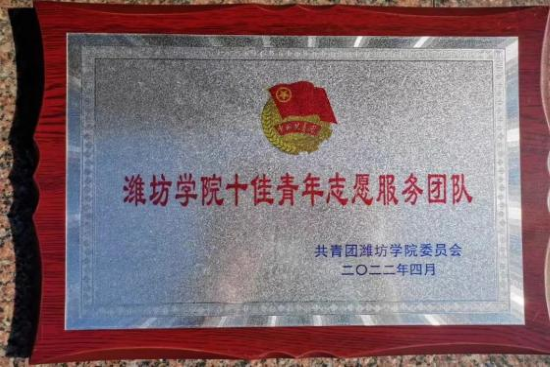 潍坊学院十佳青年志愿服务团队
共青团潍坊学院委员会
二〇二二年四月